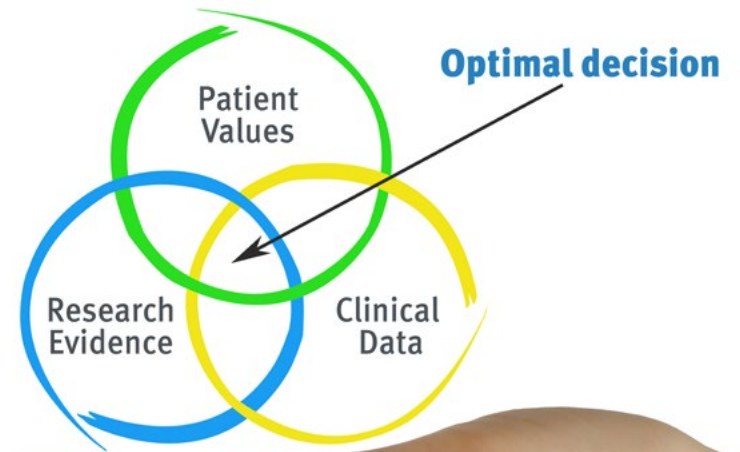 Optimal decision
Patient
Values
Research
Evidence
Clinical
Data